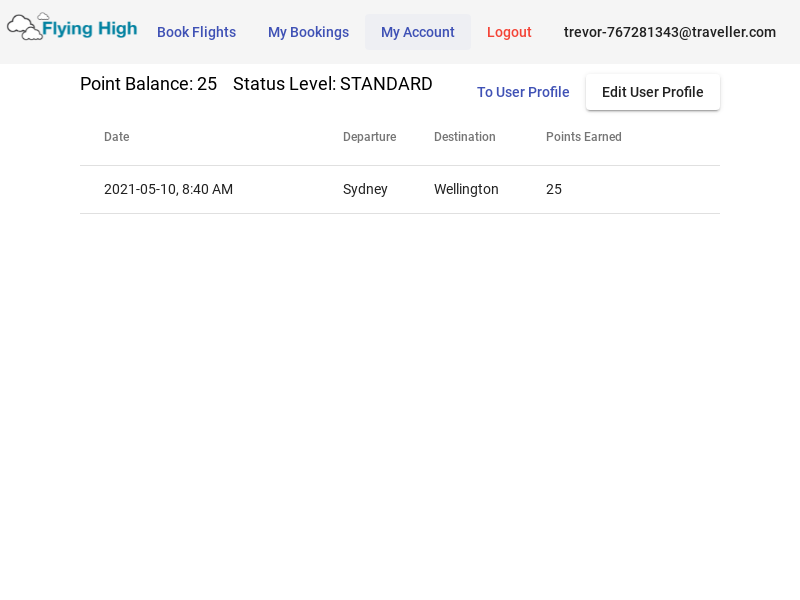 Flying High Book Flights My Bookings My Account Logout trevor-767281343@traveller.com
Point Balance: 25 Status Level: STANDARD To User Profile Edit User Profile
Date Departure Destination Points Earned
2021-05-10, 8:40 AM Sydney Wellington 25